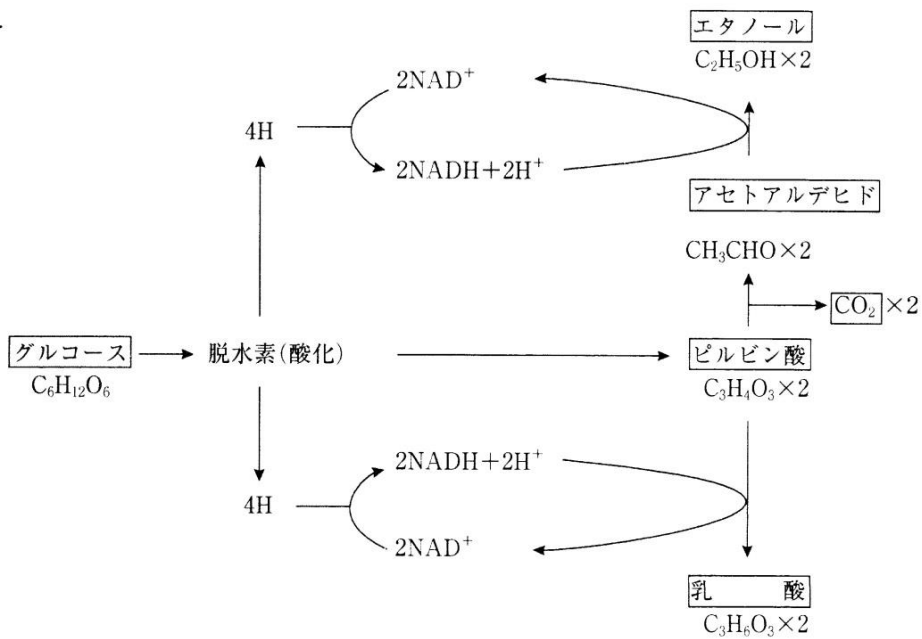 エタノール
C₂H₅OH×2
2NAD⁺
4H
2NADH+2H⁺
アセトアルデヒド
CH₃CHO×2
CO₂ ×2
グルコース 脱水素(酸化) ピルビン酸
C₆H₁₂O₆ C₃H₄O₃×2
2NADH+2H⁺
4H
2NAD⁺
乳 酸
C₃H₆O₃×2